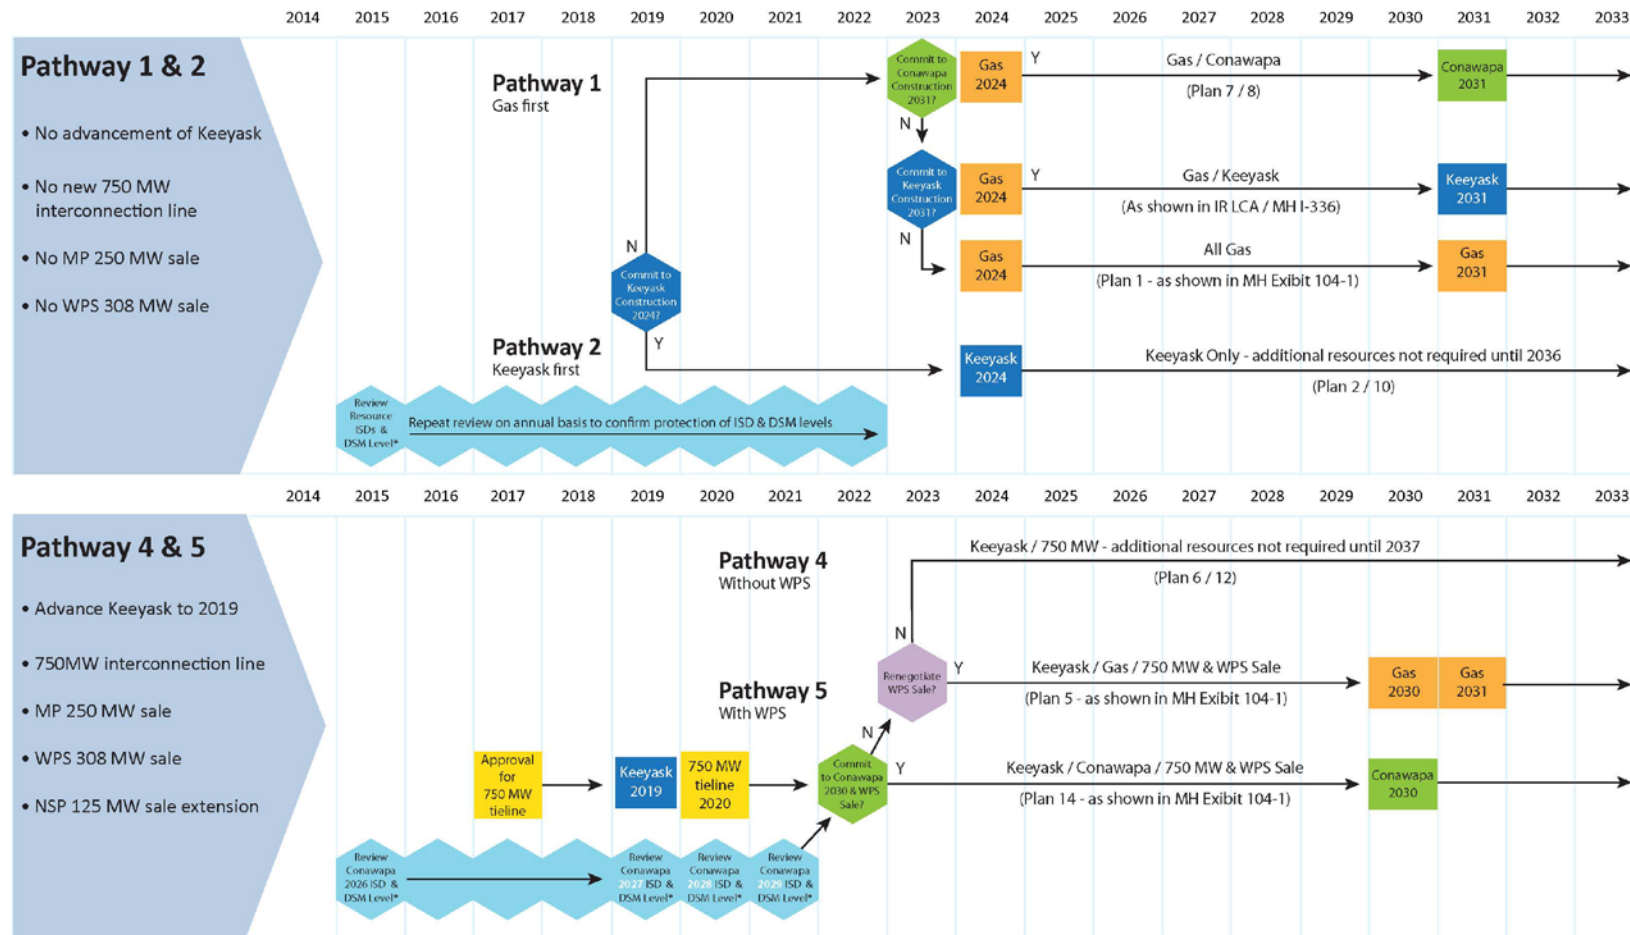 2014 2015 2016 2017 2018 2019 2020 2021 2022 2023 2024 2025 2026 2027 2028 2029 2030 2031 2032 2033
Pathway 1 & 2
• No advancement of Keeyask
• No new 750 MW
interconnection line
• No MP 250 MW sale
• No WPS 308 MW sale
Pathway 1
Gas first
Commit to
Conawapa
Construction
2031?
Gas
2024
Y
Gas / Conawapa
(Plan 7 / 8)
Conawapa
2031
N
Commit to
Keeyask
Construction
2031?
Gas
2024
Y
Gas / Keeyask
(As shown in IR LCA / MH I-336)
Keeyask
2031
N
N
Gas
2024
All Gas
(Plan 1 - as shown in MH Exibit 104-1)
Gas
2031
Commit to
Keeyask
Construction
2024?
Y
Pathway 2
Keeyask first
Keeyask
2024
Keeyask Only - additional resources not required until 2036
(Plan 2 / 10)
Review
Resource
ISDs &
DSM Level*
Repeat review on annual basis to confirm protection of ISD & DSM levels
2014 2015 2016 2017 2018 2019 2020 2021 2022 2023 2024 2025 2026 2027 2028 2029 2030 2031 2032 2033
Pathway 4 & 5
• Advance Keeyask to 2019
• 750MW interconnection line
• MP 250 MW sale
• WPS 308 MW sale
• NSP 125 MW sale extension
Pathway 4
Without WPS
Keeyask / 750 MW - additional resources not required until 2037
(Plan 6 / 12)
N
Renegotiate
WPS Sale?
Y
Keeyask / Gas / 750 MW & WPS Sale
(Plan 5 - as shown in MH Exibit 104-1)
Gas
2030
Gas
2031
Pathway 5
With WPS
N
Approval
for
750 MW
tieline
Keeyask
2019
750 MW
tieline
2020
Commit
to Conawapa
2030 & WPS
Sale?
Y
Keeyask / Conawapa / 750 MW & WPS Sale
(Plan 14 - as shown in MH Exibit 104-1)
Conawapa
2030
Review
Conawapa
2026 ISD &
DSM Level*
Review
Conawapa
2027 ISD &
DSM Level*
Review
Conawapa
2028 ISD &
DSM Level*
Review
Conawapa
2029 ISD &
DSM Level*